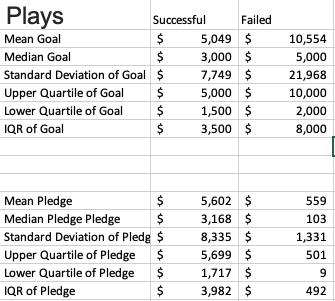 Plays Successful Failed
Mean Goal $ 5,049 $ 10,554
Median Goal $ 3,000 $ 5,000
Standard Deviation of Goal $ 7,749 $ 21,968
Upper Quartile of Goal $ 5,000 $ 10,000
Lower Quartile of Goal $ 1,500 $ 2,000
IQR of Goal $ 3,500 $ 8,000
Mean Pledge $ 5,602 $ 559
Median Pledge Pledge $ 3,168 $ 103
Standard Deviation of Pledg $ 8,335 $ 1,331
Upper Quartile of Pledge $ 5,699 $ 501
Lower Quartile of Pledge $ 1,717 $ 9
IQR of Pledge $ 3,982 $ 492